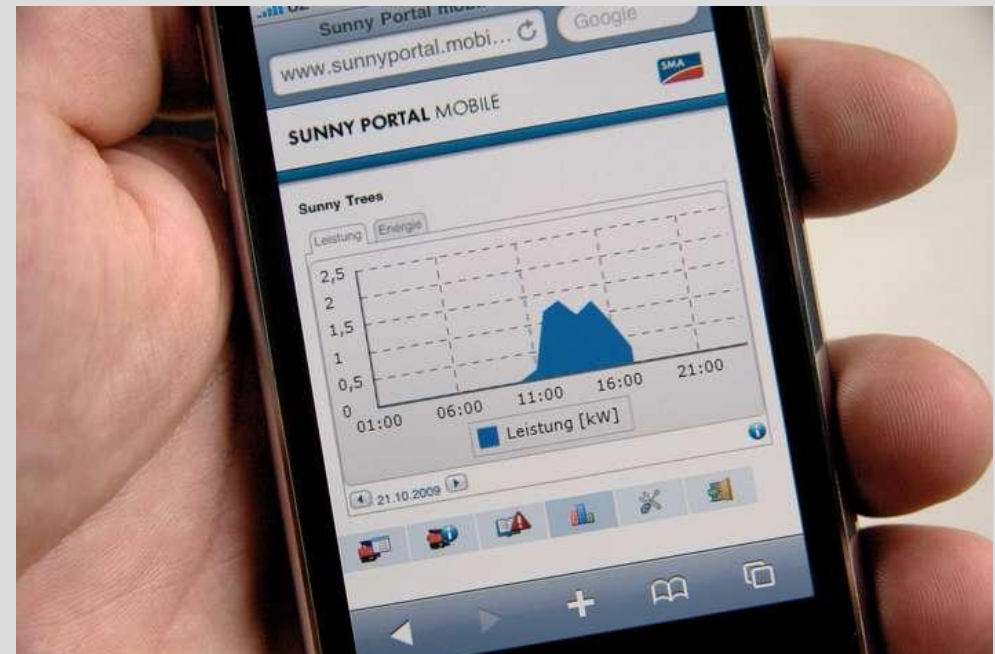 Sunny Portal mobi
www.sunnyportal.mobi... Google
SMA
SUNNY PORTAL MOBILE
Sunny Trees
Leistung Energie
2,5
2
1,5
1
0,5
0
01:00 06:00 11:00 16:00 21:00
Leistung [kW]
21.10.2009